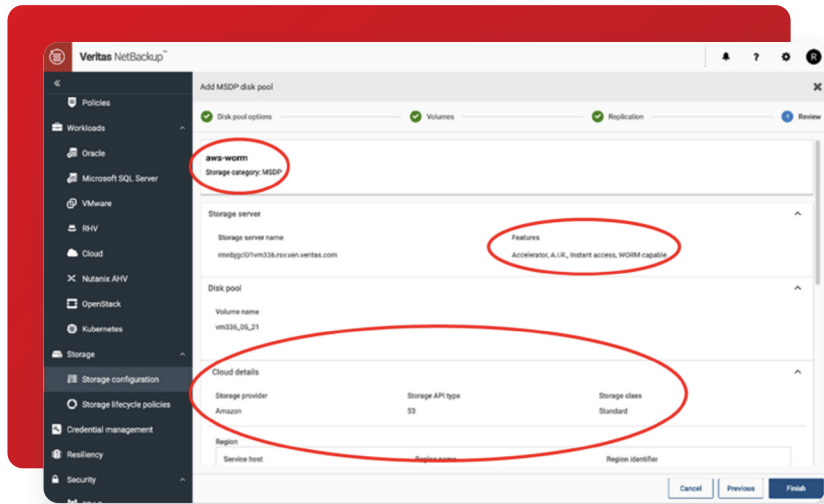 Veritas NetBackup™
?
R
«
Add MSDP disk pool
Policies
Workloads
Oracle
Microsoft SQL Server
VMware
RHV
Cloud
Nutanix AHV
OpenStack
Kubernetes
Storage
Storage configuration
Storage lifecycle policies
Credential management
Resiliency
Security
Disk pool options
Volumes
Replication
4
Review
aws-worm
Storage category: MSDP
Storage server
Storage server name
Features
Accelerator, A.I.R., Instant access, WORM capable
Disk pool
Volume name
vm336_05_21
Cloud details
Storage provider
Storage API type
Storage class
Amazon
S3
Standard
Region
Service host
Region name
Region identifier
Cancel
Previous
Finish